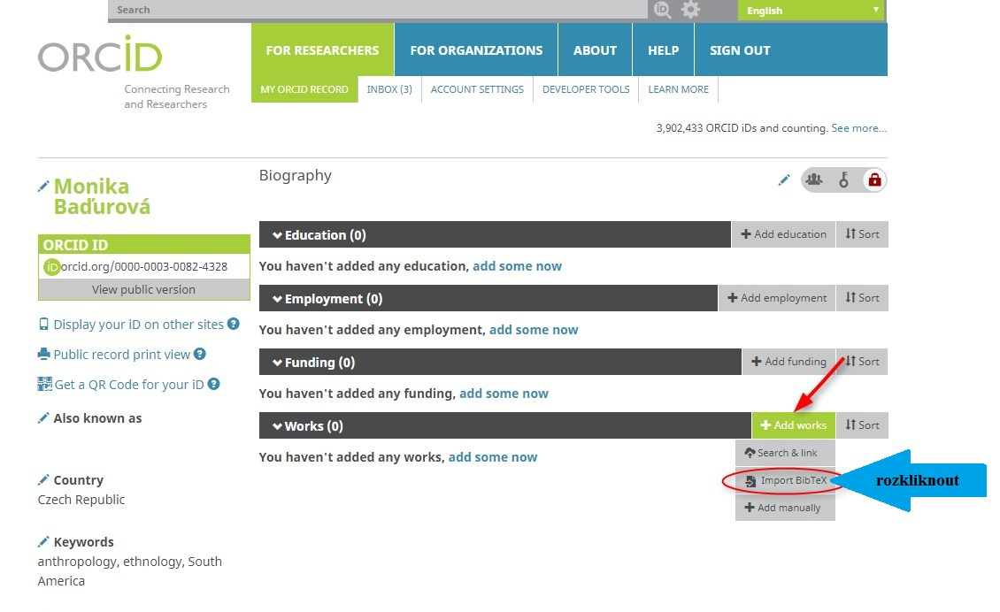 Search
English
ORCID
Connecting Research
and Researchers
FOR RESEARCHERS
FOR ORGANIZATIONS
ABOUT
HELP
SIGN OUT
MY ORCID RECORD
INBOX (3)
ACCOUNT SETTINGS
DEVELOPER TOOLS
LEARN MORE
3,902,433 ORCID iDs and counting. See more...
Monika
Baďurová
ORCID ID
iD orcid.org/0000-0003-0082-4328
View public version
Display your iD on other sites
Public record print view
Get a QR Code for your iD
Also known as
Country
Czech Republic
Keywords
anthropology, ethnology, South
America
Biography
Education (0)
Add education
Sort
You haven't added any education, add some now
Employment (0)
Add employment
Sort
You haven't added any employment, add some now
Funding (0)
Add funding
Sort
You haven't added any funding, add some now
Works (0)
Add works
Sort
You haven't added any works, add some now
Search & link
Import BibTeX
Add manually
rozkliknout